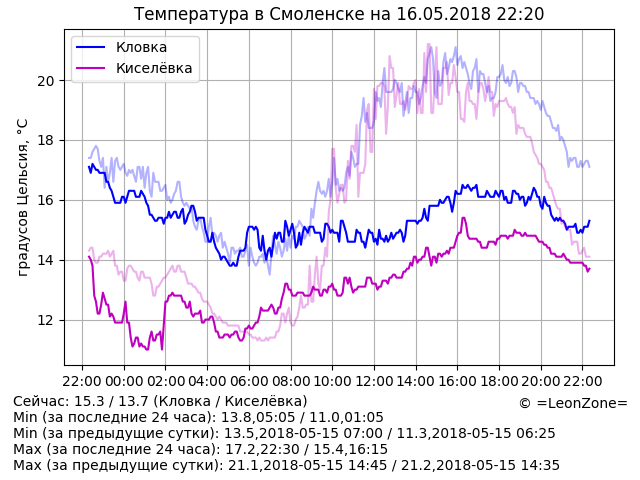 Температура в Смоленске на 16.05.2018 22:20
Кловка
Киселёвка
градусов Цельсия, °C
20
18
16
14
12
22:00 00:00 02:00 04:00 06:00 08:00 10:00 12:00 14:00 16:00 18:00 20:00 22:00
Сейчас: 15.3 / 13.7 (Кловка / Киселёвка)
© =LeonZone=
Min (за последние 24 часа): 13.8,05:05 / 11.0,01:05
Min (за предыдущие сутки): 13.5,2018-05-15 07:00 / 11.3,2018-05-15 06:25
Max (за последние 24 часа): 17.2,22:30 / 15.4,16:15
Max (за предыдущие сутки): 21.1,2018-05-15 14:45 / 21.2,2018-05-15 14:35